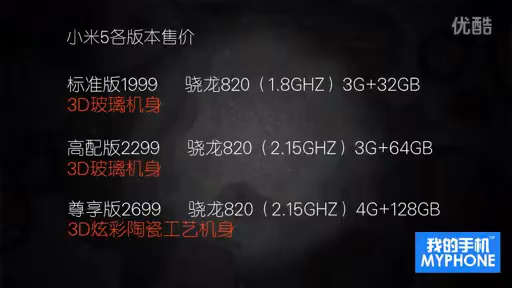 优酷
小米5各版本售价
标准版1999 骁龙820（1.8GHZ）3G+32GB
3D玻璃机身
高配版2299 骁龙820（2.15GHZ）3G+64GB
3D玻璃机身
尊享版2699 骁龙820（2.15GHZ）4G+128GB
3D炫彩陶瓷工艺机身
我的手机
MYPHONE